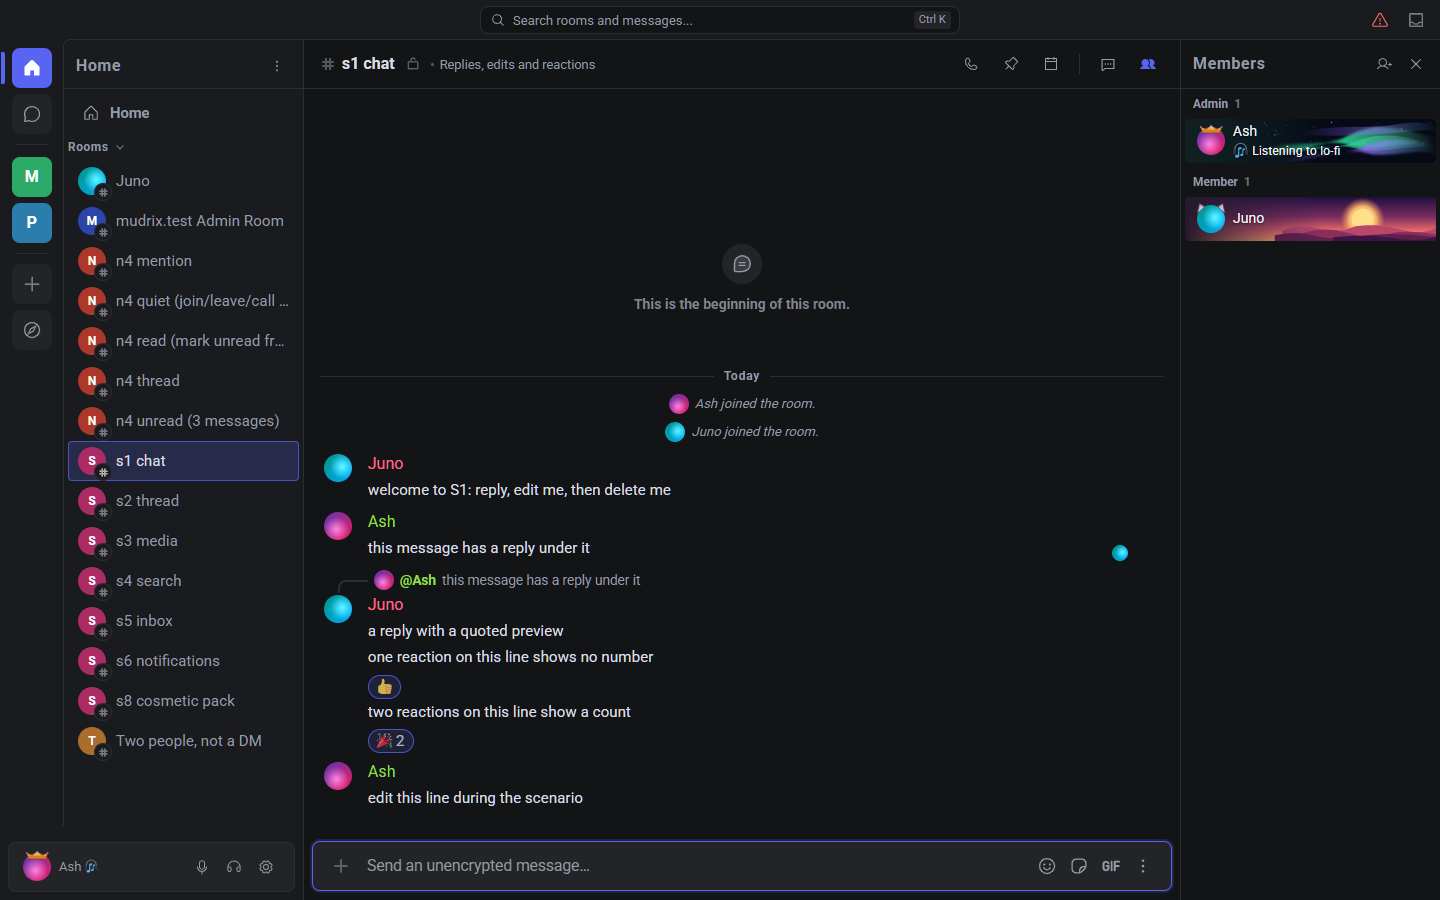 Search rooms and messages...
Ctrl K
Home
Home
Rooms
M
P
Juno
M
mudrix.test Admin Room
N
n4 mention
N
n4 quiet (join/leave/call ...
N
n4 read (mark unread fr...
N
n4 thread
N
n4 unread (3 messages)
S
s1 chat
S
s2 thread
S
s3 media
S
s4 search
S
s5 inbox
S
s6 notifications
S
s8 cosmetic pack
T
Two people, not a DM
Ash
# s1 chat • Replies, edits and reactions
This is the beginning of this room.
Today
Ash joined the room.
Juno joined the room.
Juno
welcome to S1: reply, edit me, then delete me
Ash
this message has a reply under it
@Ash this message has a reply under it
Juno
a reply with a quoted preview
one reaction on this line shows no number
two reactions on this line show a count
2
Ash
edit this line during the scenario
Send an unencrypted message...
GIF
Members
Admin 1
Ash
Listening to lo-fi
Member 1
Juno